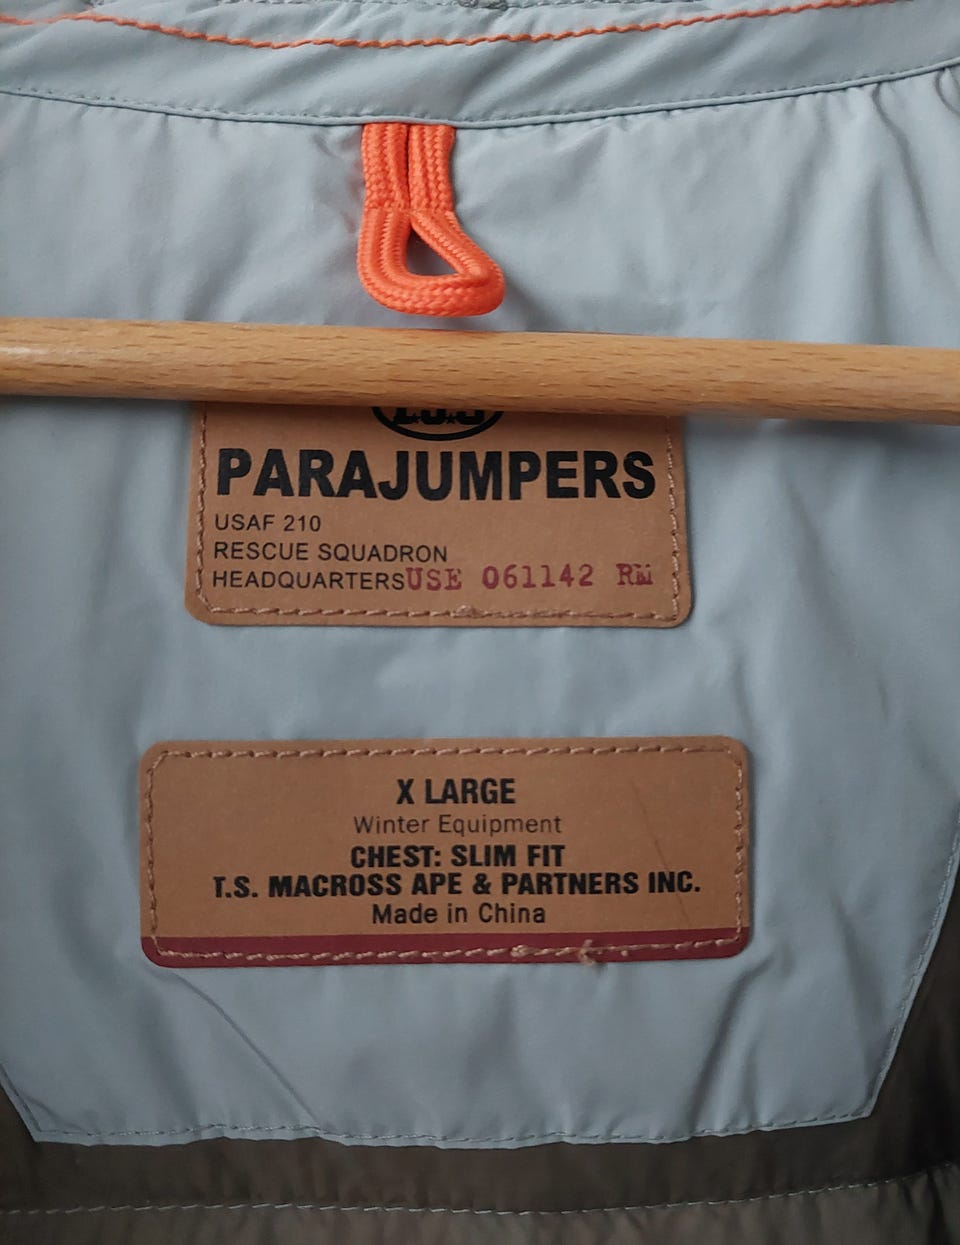 PARAJUMPERS
USAF 210
RESCUE SQUADRON
HEADQUARTERS USE 061142 RM
X LARGE
Winter Equipment
CHEST: SLIM FIT
T.S. MACROSS APE & PARTNERS INC.
Made in China